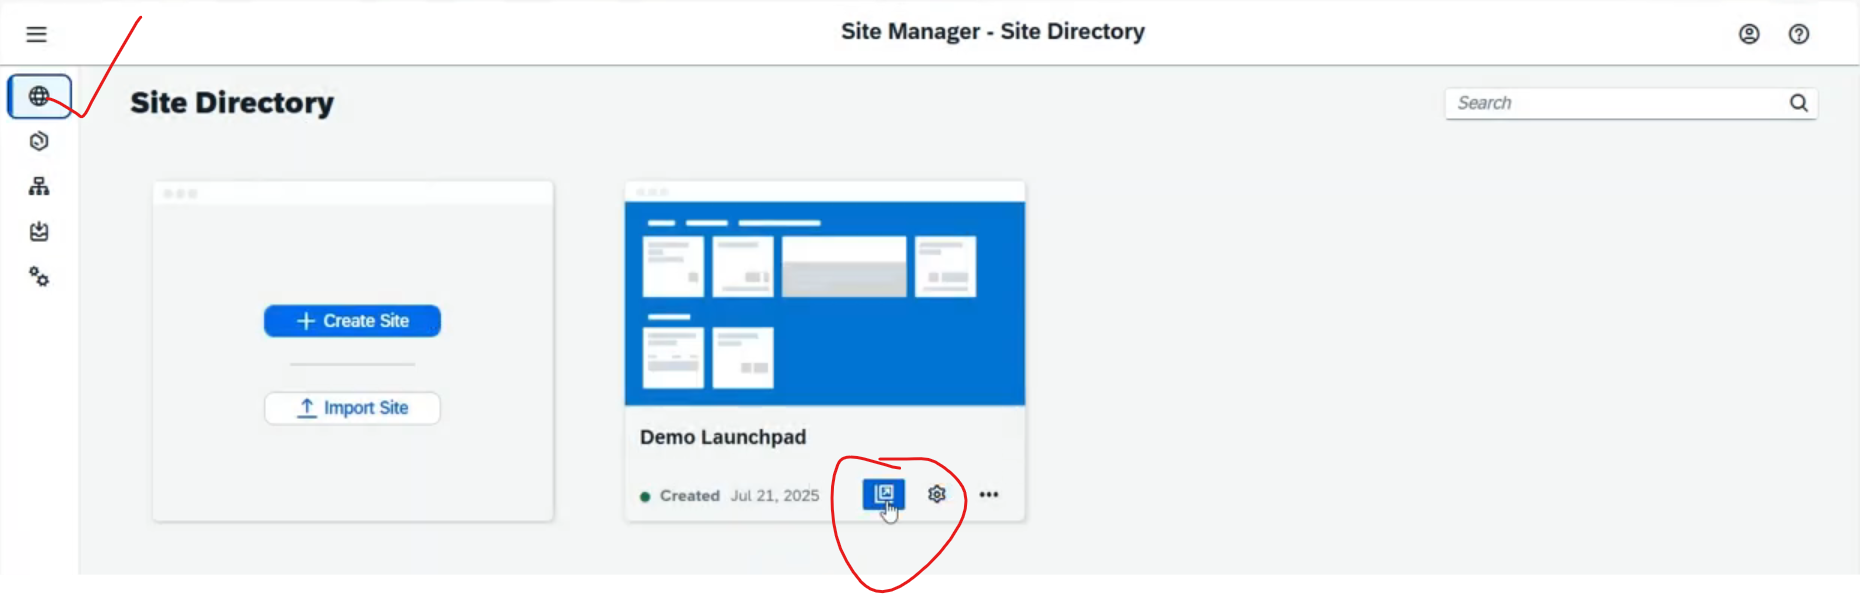 Site Manager - Site Directory
Site Directory
Search
Create Site
Import Site
Demo Launchpad
Created Jul 21, 2025